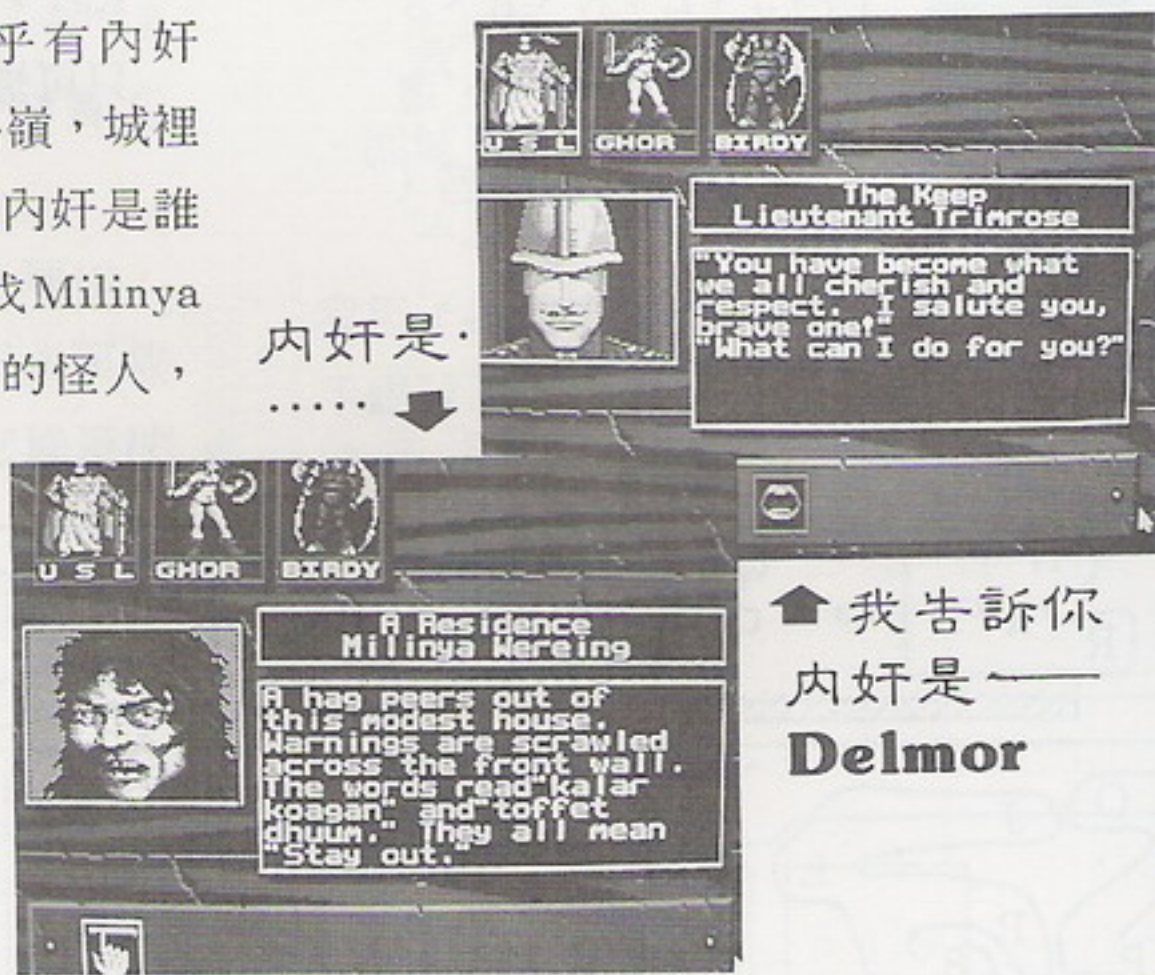 乎有內奸
嶺，城裡
內奸是誰
找Milinya
的怪人，
內奸是‧
‧‧‧‧‧
U S L GHOR BIRDY
The Keep
Lieutenant Trimrose
"You have become what
we all cherish and
respect. I salute you,
brave one!"
"What can I do for you?"
U S L GHOR BIRDY
A Residence
Milinya Wereing
A hag peers out of
this modest house.
Warnings are scrawled
across the front wall.
The words read"kalar
koagan" and"toffet
dhuum." They all mean
"Stay out."
我告訴你
內奸是——
Delmor